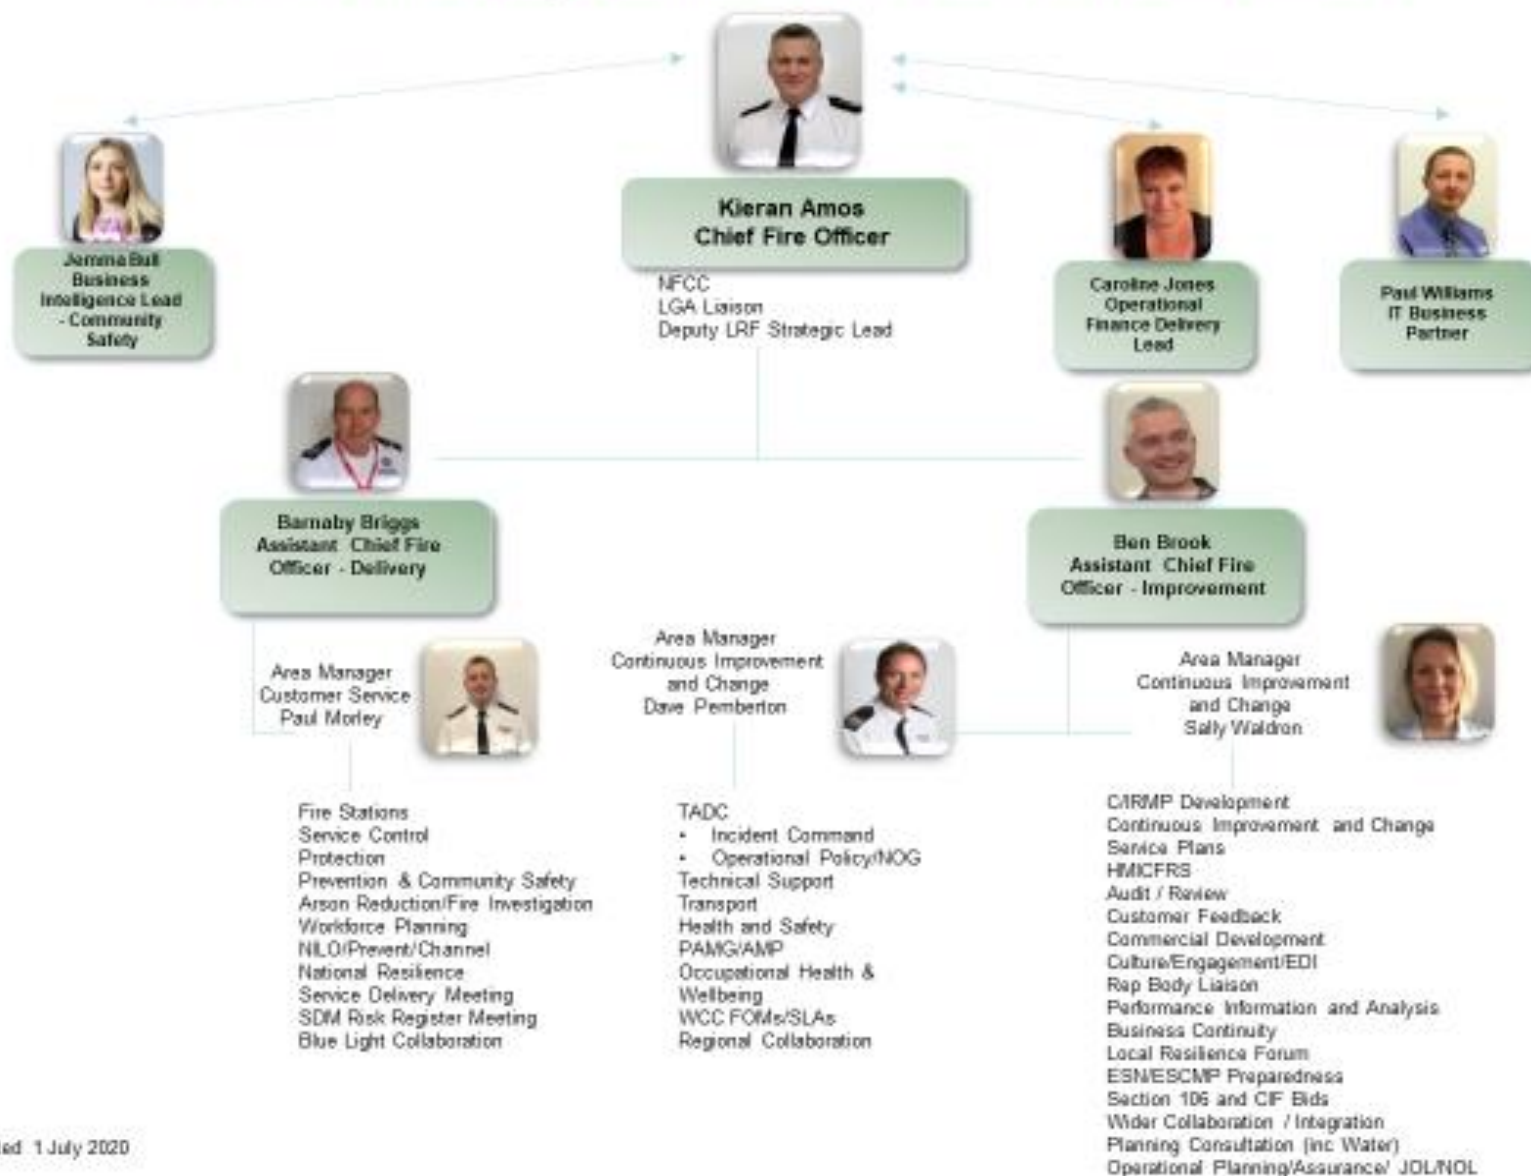 Kieran Amos
Chief Fire Officer
NFCC
LGA Liaison
Deputy LRF Strategic Lead
Jemma Bull
Business
Intelligence Lead
- Community
Safety
Caroline Jones
Operational
Finance Delivery
Lead
Paul Williams
IT Business
Partner
Barnaby Briggs
Assistant Chief Fire
Officer - Delivery
Ben Brook
Assistant Chief Fire
Officer - Improvement
Area Manager
Customer Service
Paul Morley
Area Manager
Continuous Improvement
and Change
Dave Pemberton
Area Manager
Continuous Improvement
and Change
Sally Waldron
Fire Stations
Service Control
Protection
Prevention & Community Safety
Arson Reduction/Fire Investigation
Workforce Planning
NILO/Prevent/Channel
National Resilience
Service Delivery Meeting
SDM Risk Register Meeting
Blue Light Collaboration
TADC
• Incident Command
• Operational Policy/NOG
Technical Support
Transport
Health and Safety
PAMG/AMP
Occupational Health &
Wellbeing
WCC FOMs/SLAs
Regional Collaboration
C/IRMP Development
Continuous Improvement and Change
Service Plans
HMICFRS
Audit / Review
Customer Feedback
Commercial Development
Culture/Engagement/EDI
Rep Body Liaison
Performance Information and Analysis
Business Continuity
Local Resilience Forum
ESN/ESCMP Preparedness
Section 106 and CIF Bids
Wider Collaboration / Integration
Planning Consultation (inc Water)
Operational Planning/Assurance/ JOL/NOL
1 July 2020